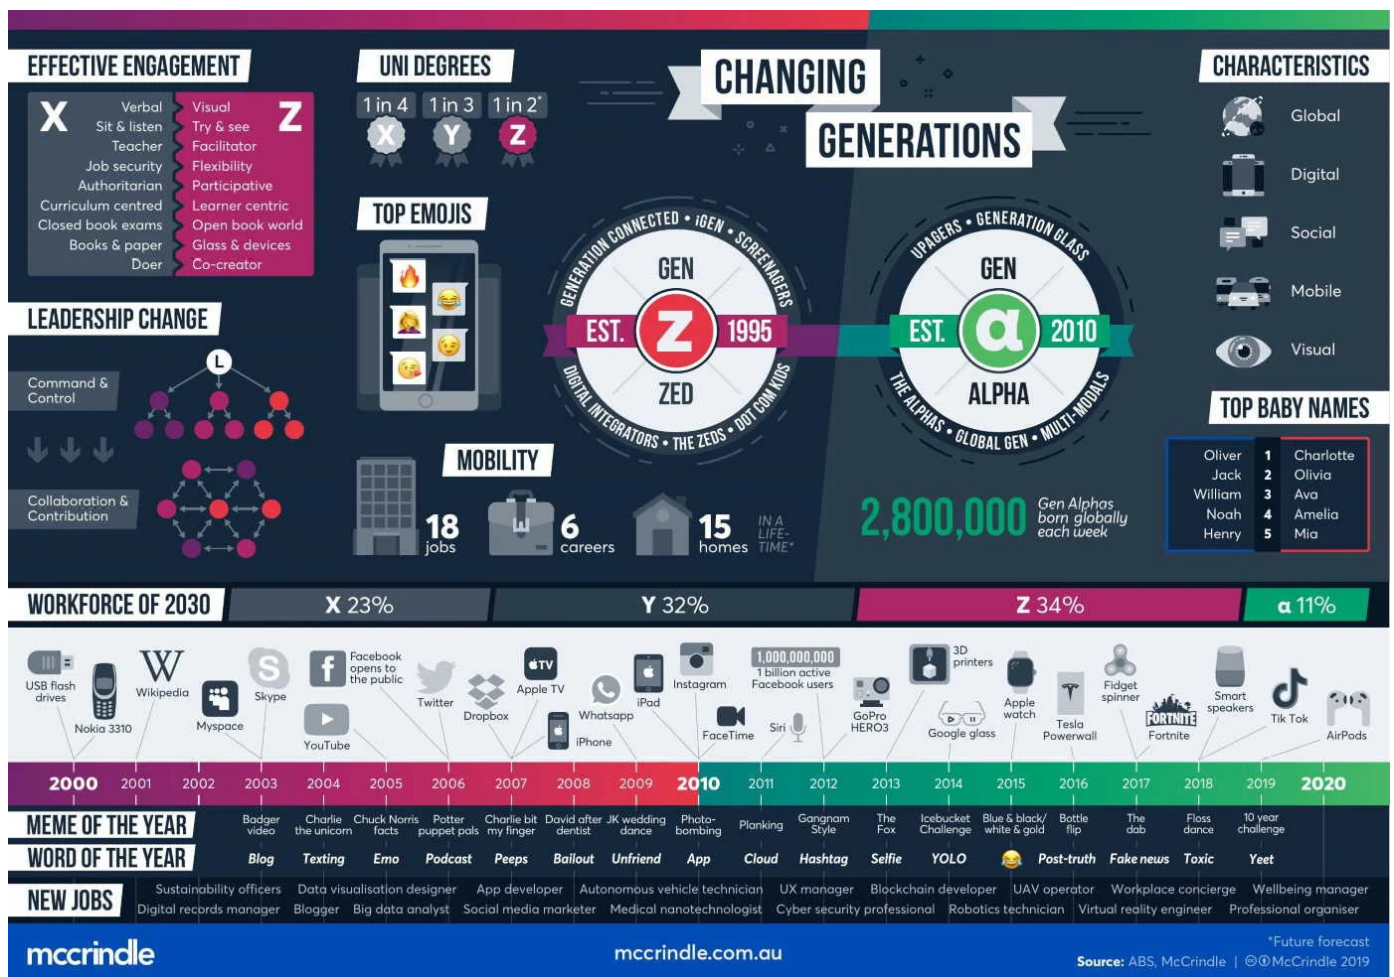 CHANGING
GENERATIONS
EFFECTIVE ENGAGEMENT
X
Z
Verbal Visual
Sit & listen Try & see
Teacher Facilitator
Job security Flexibility
Authoritarian Participative
Curriculum centred Learner centric
Closed book exams Open book world
Books & paper Glass & devices
Doer Co-creator
LEADERSHIP CHANGE
L
Command &
Control
Collaboration &
Contribution
UNI DEGREES
1 in 4 1 in 3 1 in 2*
X Y Z
TOP EMOJIS
MOBILITY
18
jobs
6
careers
15
homes
IN A
LIFE-
TIME*
GENERATION CONNECTED • iGEN • SCREENAGERS
GEN
EST. Z 1995
ZED
DIGITAL INTEGRATORS • THE ZEDS • DOT COM KIDS
UPAGERS • GENERATION GLASS
GEN
EST. α 2010
ALPHA
THE ALPHAS • GLOBAL GEN • MULTI-MODALS
2,800,000
Gen Alphas
born globally
each week
CHARACTERISTICS
Global
Digital
Social
Mobile
Visual
TOP BABY NAMES
Oliver 1 Charlotte
Jack 2 Olivia
William 3 Ava
Noah 4 Amelia
Henry 5 Mia
WORKFORCE OF 2030 X 23% Y 32% Z 34% α 11%
USB flash
drives
Nokia 3310
W
Wikipedia
Myspace
S
Skype
f
Facebook
opens to
the public
YouTube
Twitter
Dropbox
tv
Apple TV
iPhone
Whatsapp
iPad
Instagram
FaceTime
1,000,000,000
1 billion active
Facebook users
Siri
GoPro
HERO3
3D
printers
Google glass
Apple
watch
Tesla
Powerwall
Fidget
spinner
FORTNITE
Fortnite
Smart
speakers
Tik Tok
AirPods
2000 2001 2002 2003 2004 2005 2006 2007 2008 2009 2010 2011 2012 2013 2014 2015 2016 2017 2018 2019 2020
MEME OF THE YEAR
Badger
video
Charlie
the unicorn
Chuck Norris
facts
Potter
puppet pals
Charlie bit
my finger
David after
dentist
JK wedding
dance
Photo-
bombing
Planking
Gangnam
Style
The
Fox
Icebucket
Challenge
Blue & black/
white & gold
Bottle
flip
The
dab
Floss
dance
10 year
challenge
WORD OF THE YEAR Blog Texting Emo Podcast Peeps Bailout Unfriend App Cloud Hashtag Selfie YOLO 😂 Post-truth Fake news Toxic Yeet
NEW JOBS
Sustainability officers Data visualisation designer App developer Autonomous vehicle technician UX manager Blockchain developer UAV operator Workplace concierge Wellbeing manager
Digital records manager Blogger Big data analyst Social media marketer Medical nanotechnologist Cyber security professional Robotics technician Virtual reality engineer Professional organiser
mccrindle
mccrindle.com.au
*Future forecast
Source: ABS, McCrindle | McCrindle 2019